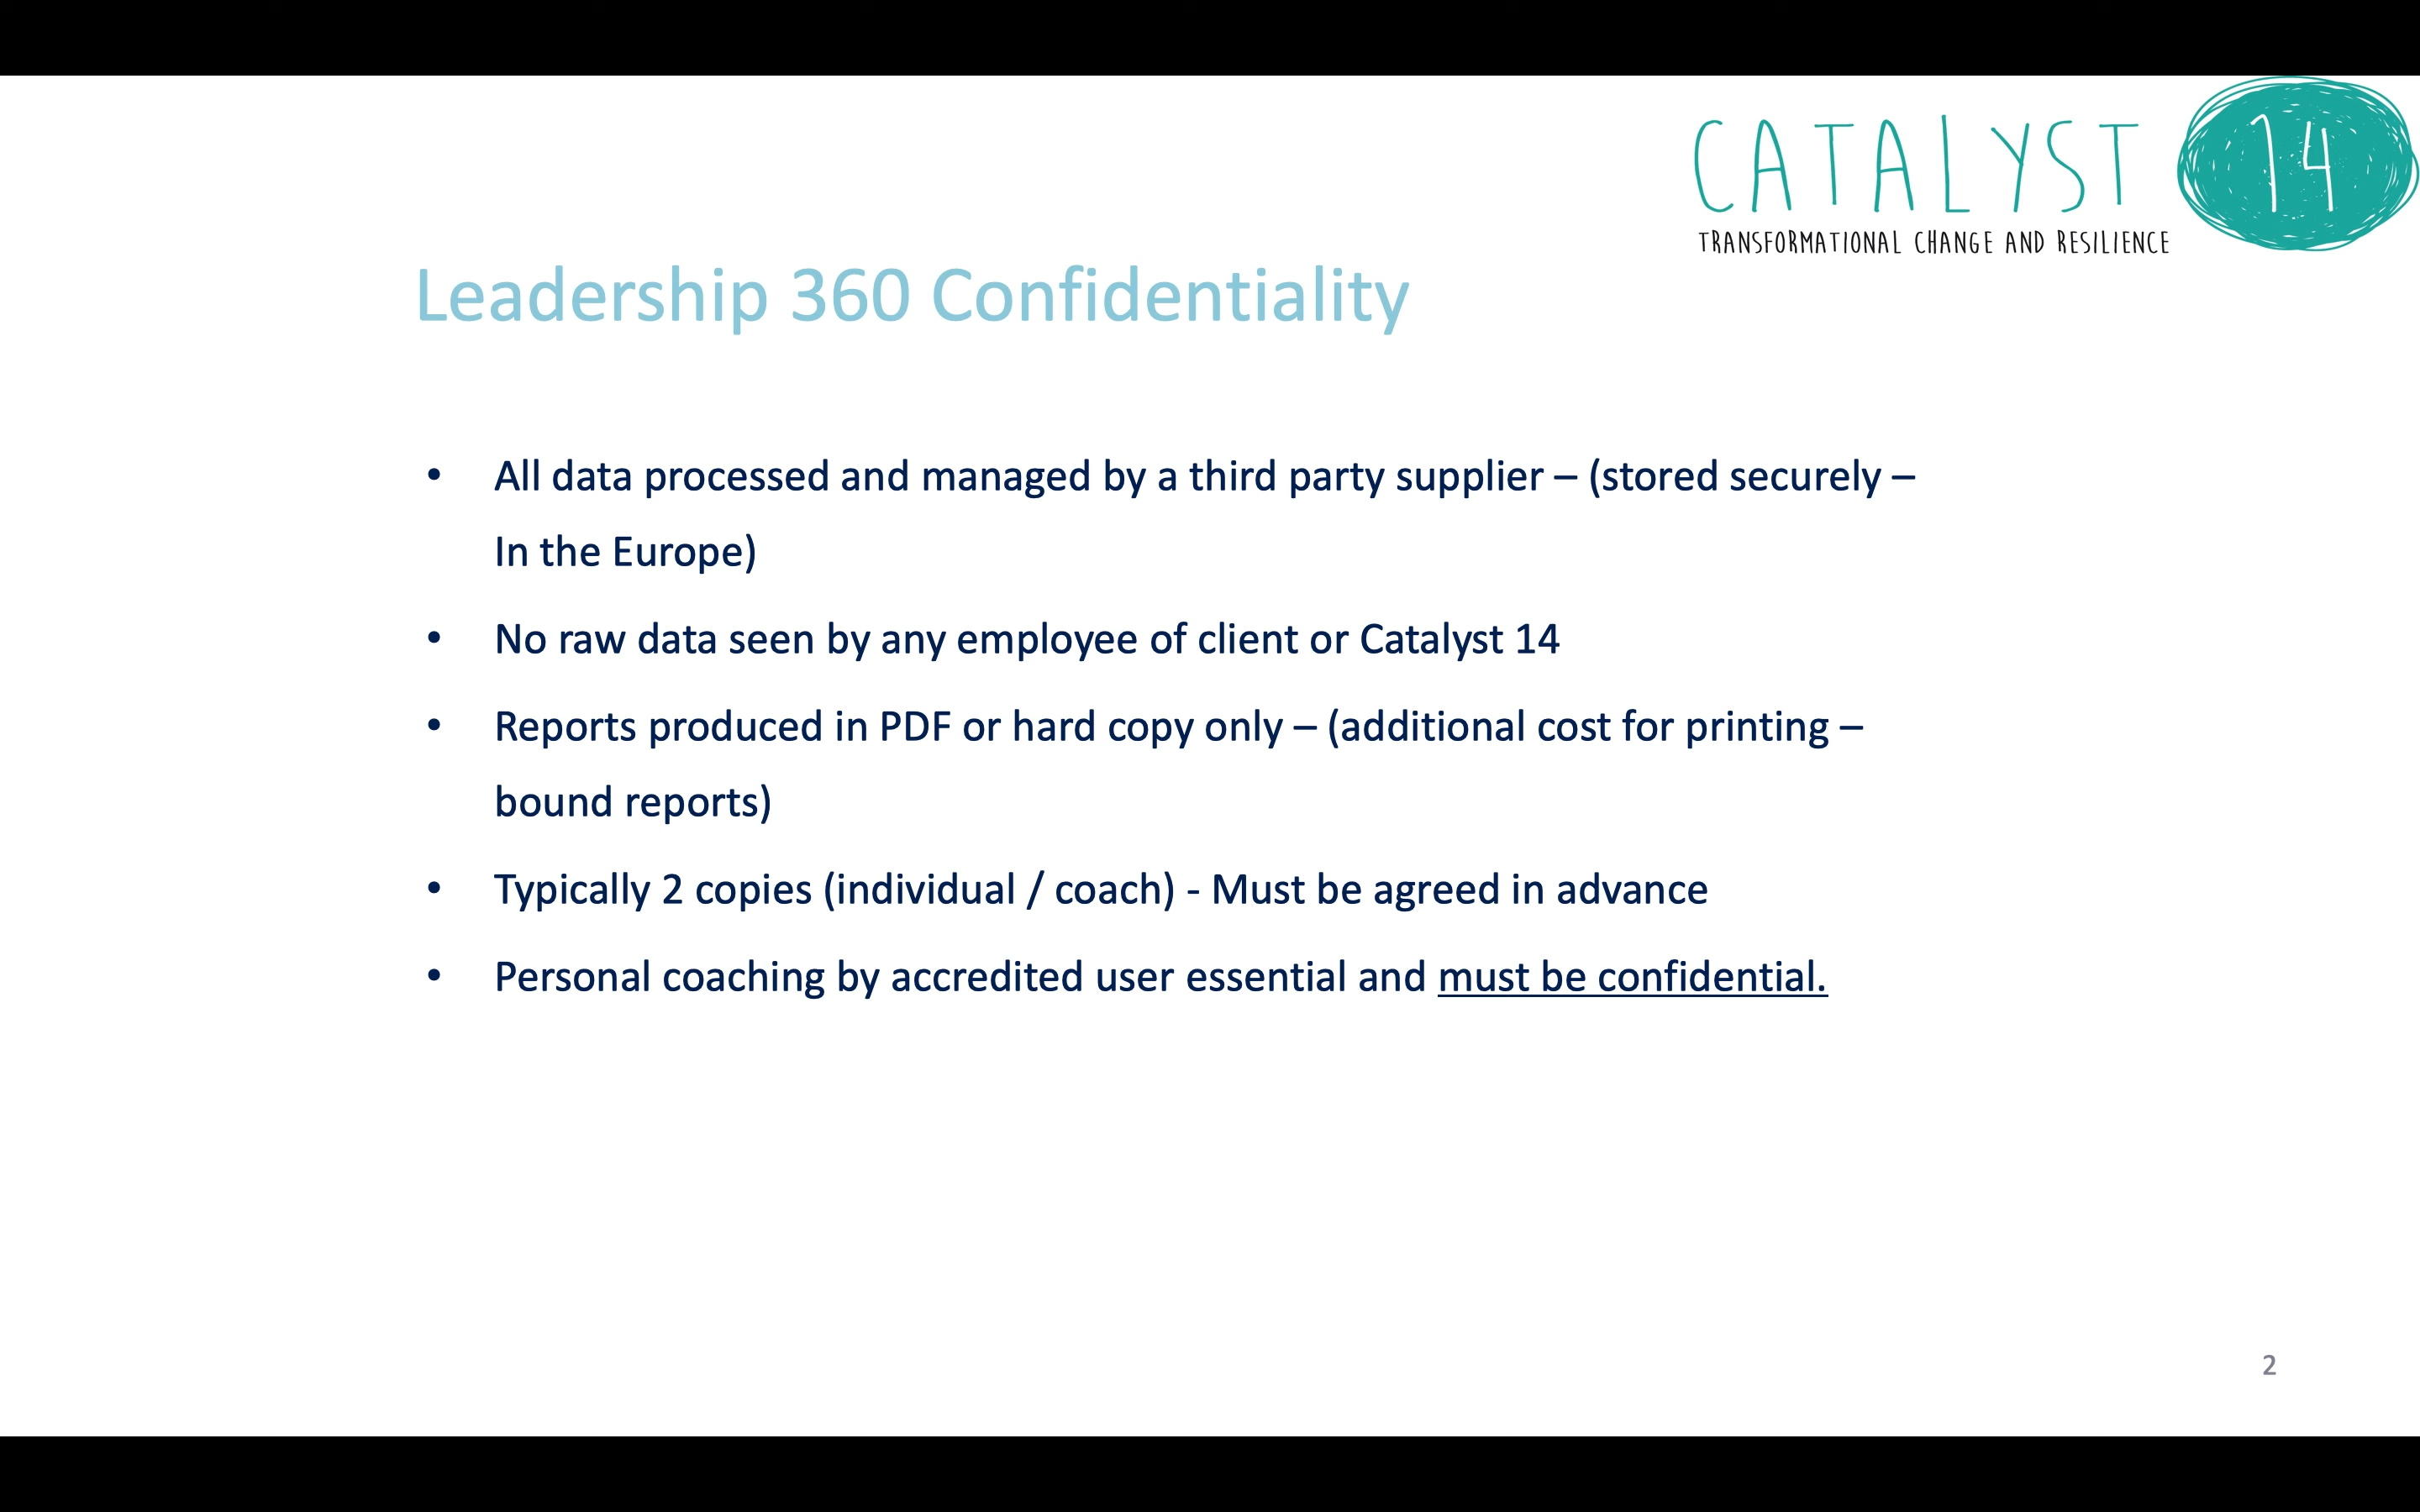 CATALYST 14
TRANSFORMATIONAL CHANGE AND RESILIENCE
Leadership 360 Confidentiality
• All data processed and managed by a third party supplier – (stored securely –
In the Europe)
• No raw data seen by any employee of client or Catalyst 14
• Reports produced in PDF or hard copy only – (additional cost for printing –
bound reports)
• Typically 2 copies (individual / coach) - Must be agreed in advance
• Personal coaching by accredited user essential and must be confidential.
2